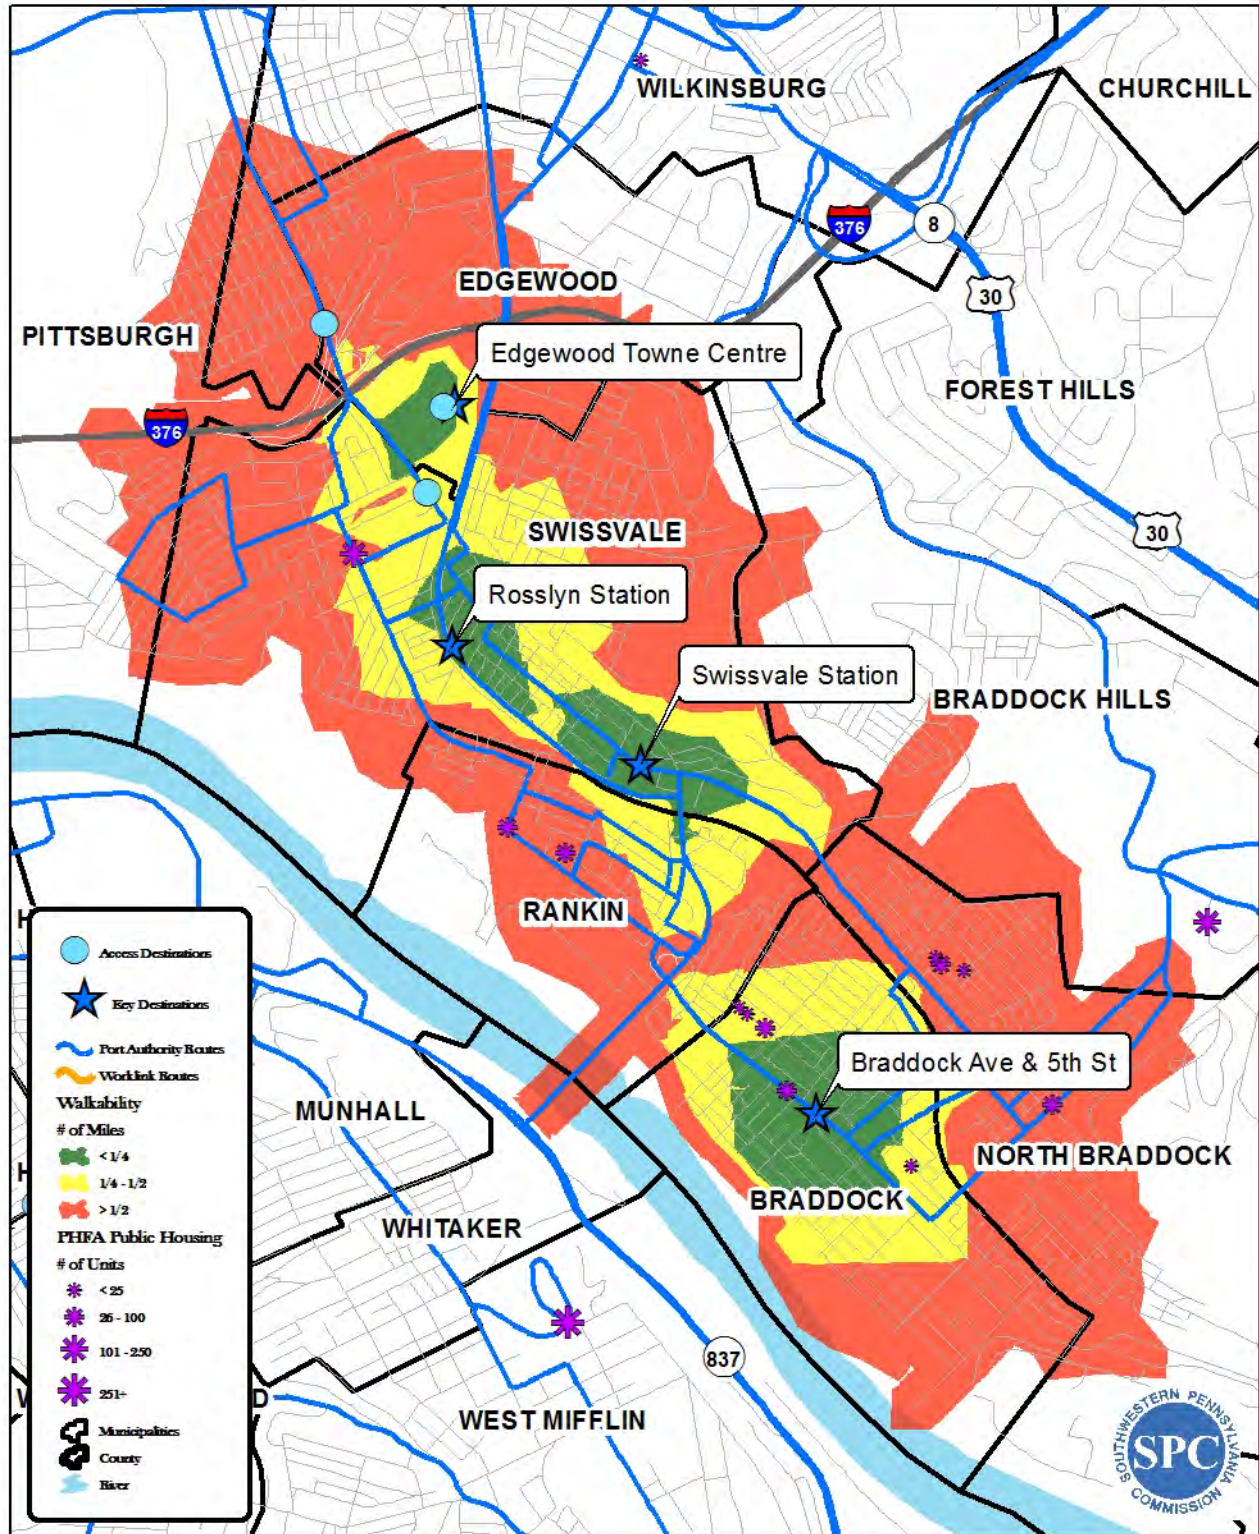 WILKINSBURG
CHURCHILL
376
8
30
EDGEWOOD
PITTSBURGH
Edgewood Towne Centre
FOREST HILLS
376
SWISSVALE
30
Rosslyn Station
Swissvale Station
BRADDOCK HILLS
RANKIN
Braddock Ave & 5th St
MUNHALL
NORTH BRADDOCK
BRADDOCK
WHITAKER
837
WEST MIFFLIN
H
H
W
D
Access Destinations
Key Destinations
Port Authority Routes
Worklink Routes
Walkability
# of Miles
< 1/4
1/4 - 1/2
> 1/2
PHFA Public Housing
# of Units
< 25
26 - 100
101 - 250
251+
Municipalities
County
River
SOUTHWESTERN PENNSYLVANIA
SPC
COMMISSION